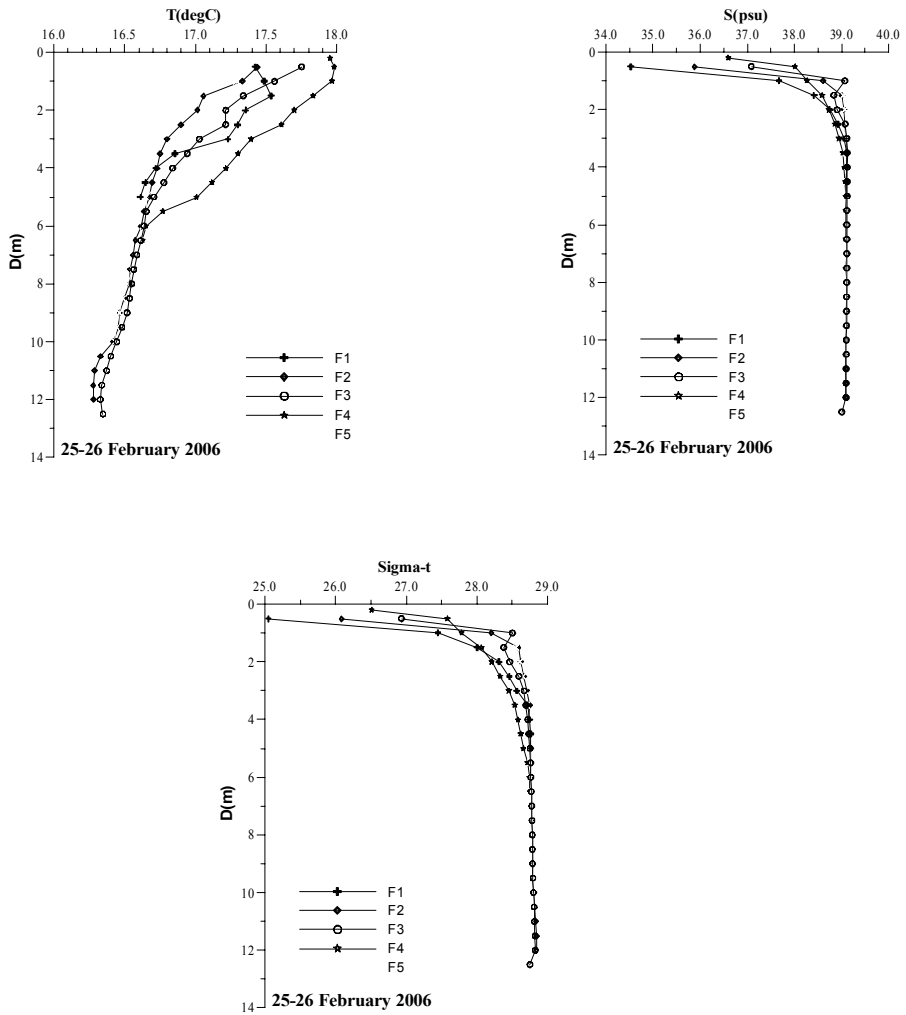 T(degC)
16.0 16.5 17.0 17.5 18.0
0
2
4
6
8
10
12
14
D(m)
F1
F2
F3
F4
F5
25-26 February 2006
S(psu)
34.0 35.0 36.0 37.0 38.0 39.0 40.0
0
2
4
6
8
10
12
14
D(m)
F1
F2
F3
F4
F5
25-26 February 2006
Sigma-t
25.0 26.0 27.0 28.0 29.0
0
2
4
6
8
10
12
14
D(m)
F1
F2
F3
F4
F5
25-26 February 2006